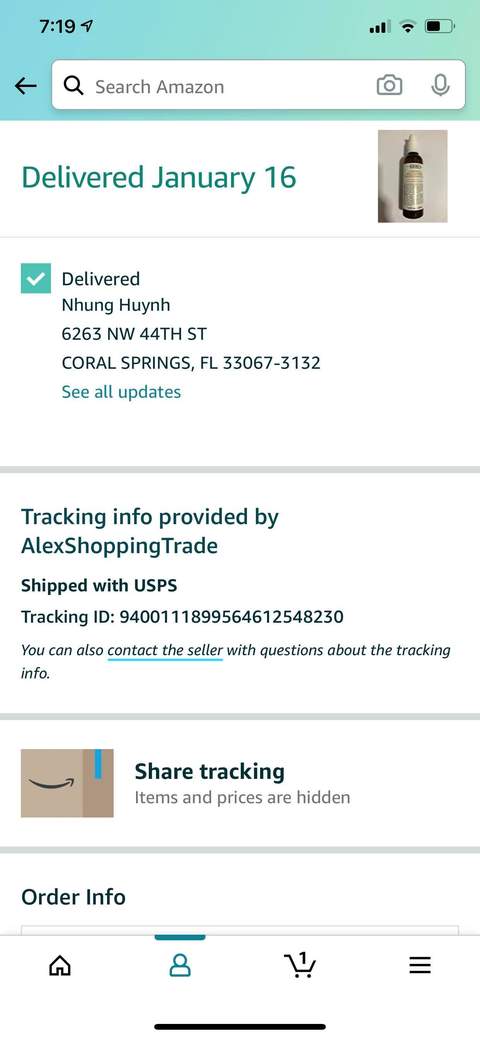 7:19
Search Amazon
Delivered January 16
Delivered
Nhung Huynh
6263 NW 44TH ST
CORAL SPRINGS, FL 33067-3132
See all updates
Tracking info provided by
AlexShoppingTrade
Shipped with USPS
Tracking ID: 9400111899564612548230
You can also contact the seller with questions about the tracking
info.
Share tracking
Items and prices are hidden
Order Info
1